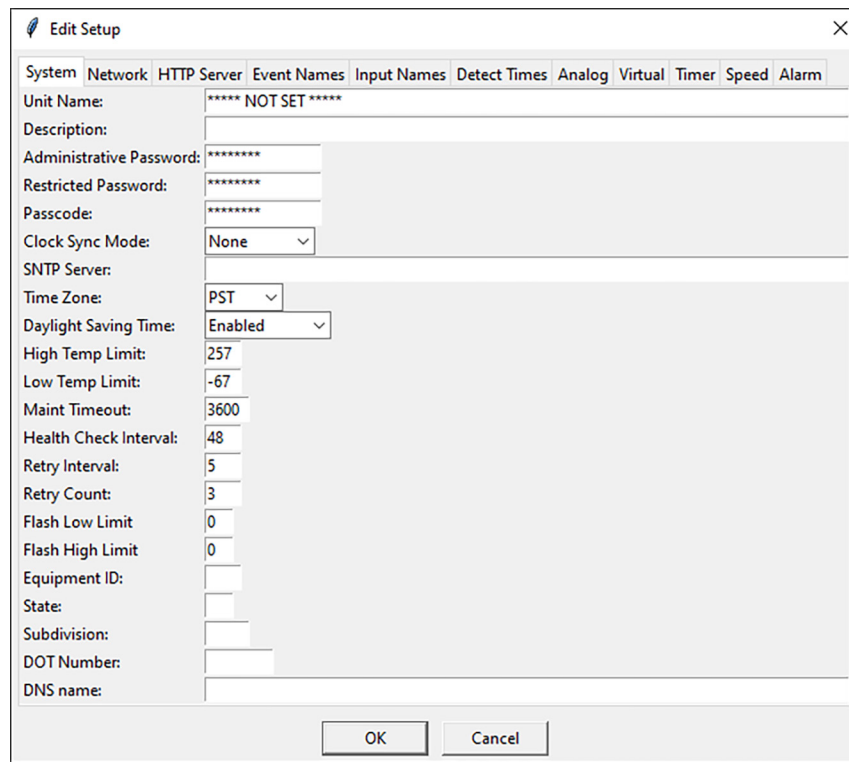 Edit Setup
System Network HTTP Server Event Names Input Names Detect Times Analog Virtual Timer Speed Alarm
Unit Name: ***** NOT SET *****
Description:
Administrative Password: ********
Restricted Password: ********
Passcode: ********
Clock Sync Mode: None
SNTP Server:
Time Zone: PST
Daylight Saving Time: Enabled
High Temp Limit: 257
Low Temp Limit: -67
Maint Timeout: 3600
Health Check Interval: 48
Retry Interval: 5
Retry Count: 3
Flash Low Limit 0
Flash High Limit 0
Equipment ID:
State:
Subdivision:
DOT Number:
DNS name:
OK Cancel